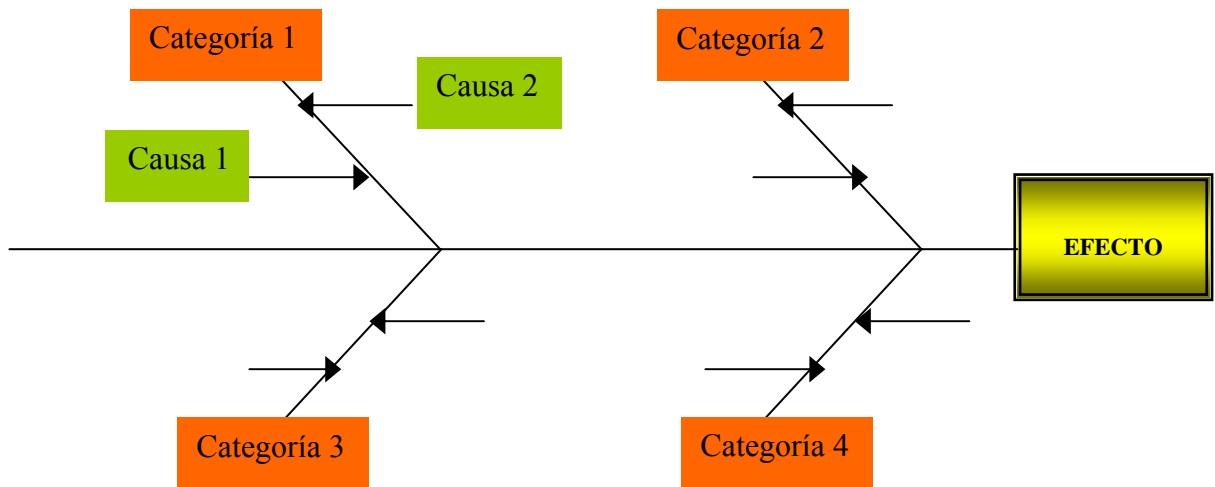 Categoría 1
Categoría 2
Causa 2
Causa 1
EFECTO
Categoría 3
Categoría 4